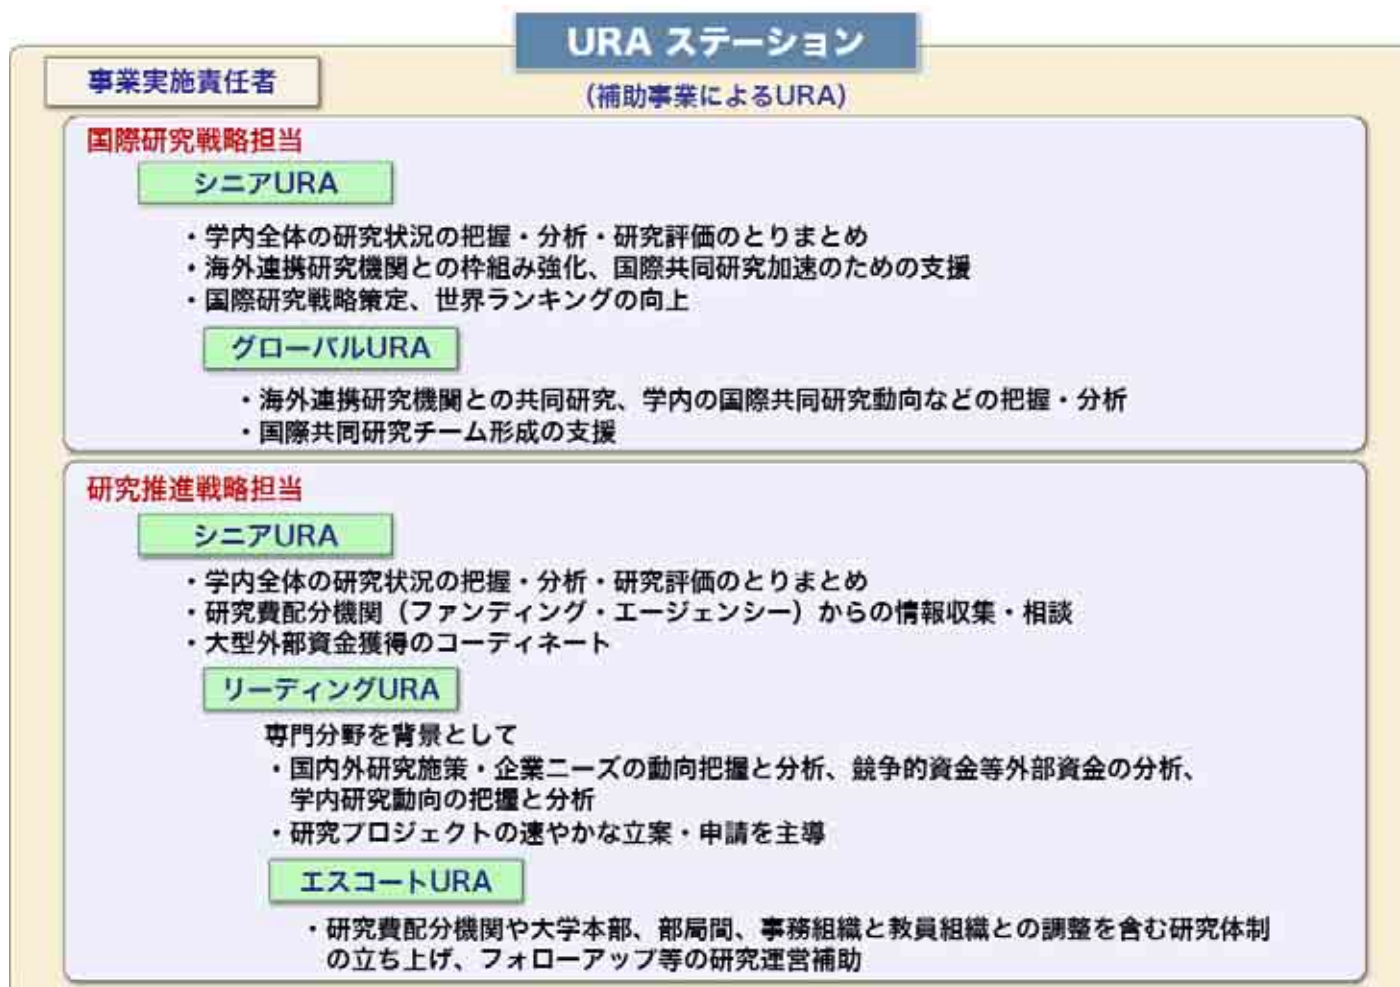 URA ステーション
事業実施責任者
(補助事業によるURA)
国際研究戦略担当
シニアURA
・学内全体の研究状況の把握・分析・研究評価のとりまとめ
・海外連携研究機関との枠組み強化、国際共同研究加速のための支援
・国際研究戦略策定、世界ランキングの向上
グローバルURA
・海外連携研究機関との共同研究、学内の国際共同研究動向などの把握・分析
・国際共同研究チーム形成の支援
研究推進戦略担当
シニアURA
・学内全体の研究状況の把握・分析・研究評価のとりまとめ
・研究費配分機関（ファンディング・エージェンシー）からの情報収集・相談
・大型外部資金獲得のコーディネート
リーディングURA
専門分野を背景として
・国内外研究施策・企業ニーズの動向把握と分析、競争的資金等外部資金の分析、
学内研究動向の把握と分析
・研究プロジェクトの速やかな立案・申請を主導
エスコートURA
・研究費配分機関や大学本部、部局間、事務組織と教員組織との調整を含む研究体制
の立ち上げ、フォローアップ等の研究運営補助